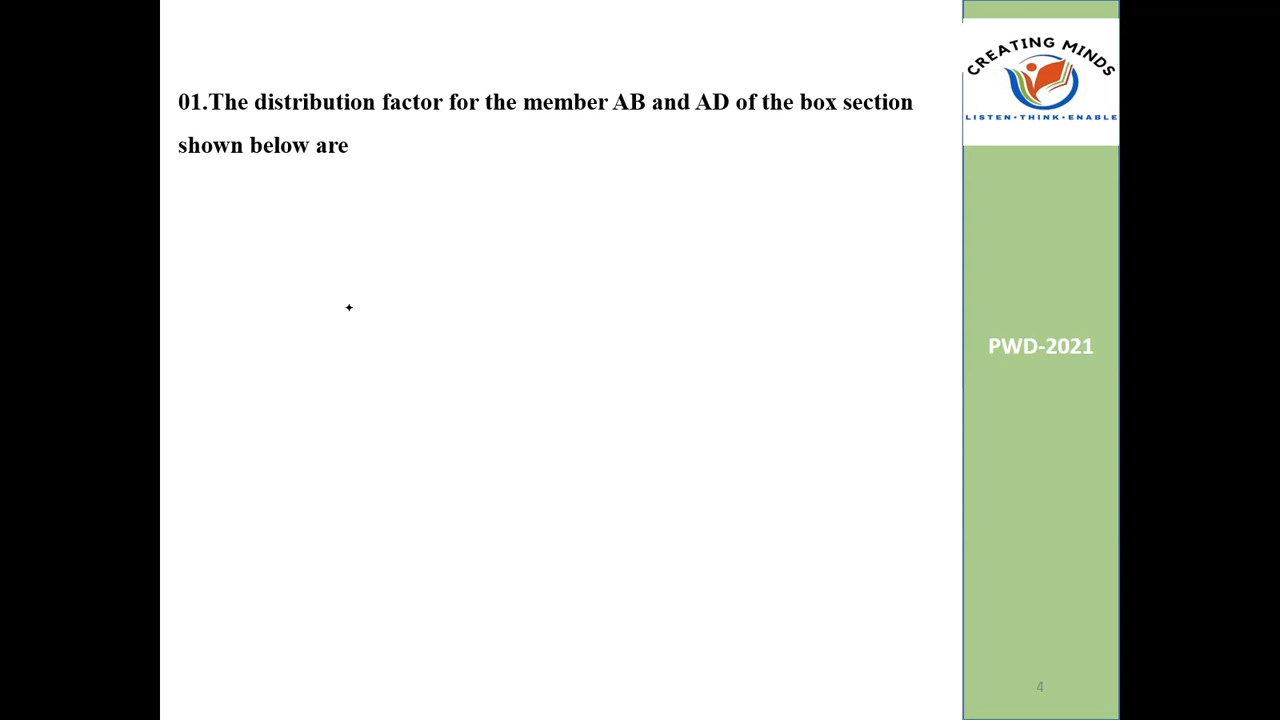 01.The distribution factor for the member AB and AD of the box section
shown below are
CREATING MINDS
LISTEN•THINK•ENABLE
PWD-2021
4